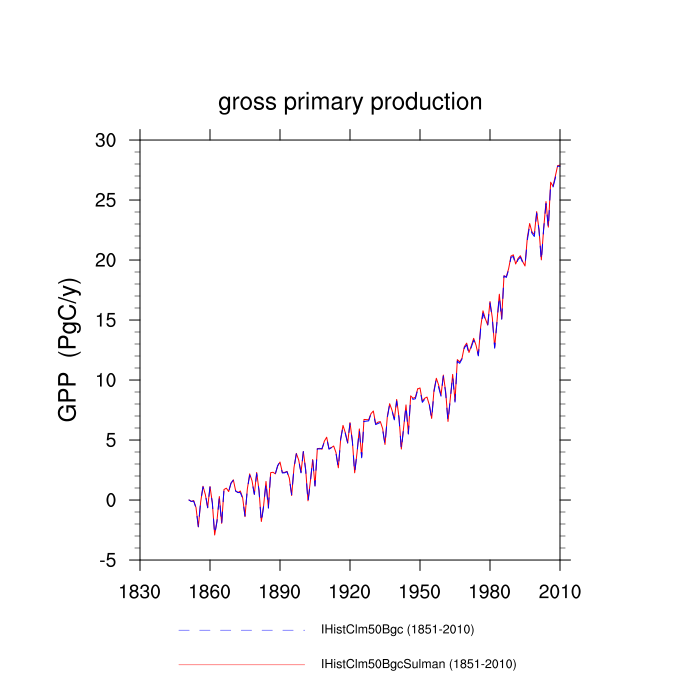 gross primary production
30
25
20
15
10
5
0
-5
GPP (PgC/y)
1830 1860 1890 1920 1950 1980 2010
IHistClm50Bgc (1851-2010)
IHistClm50BgcSulman (1851-2010)